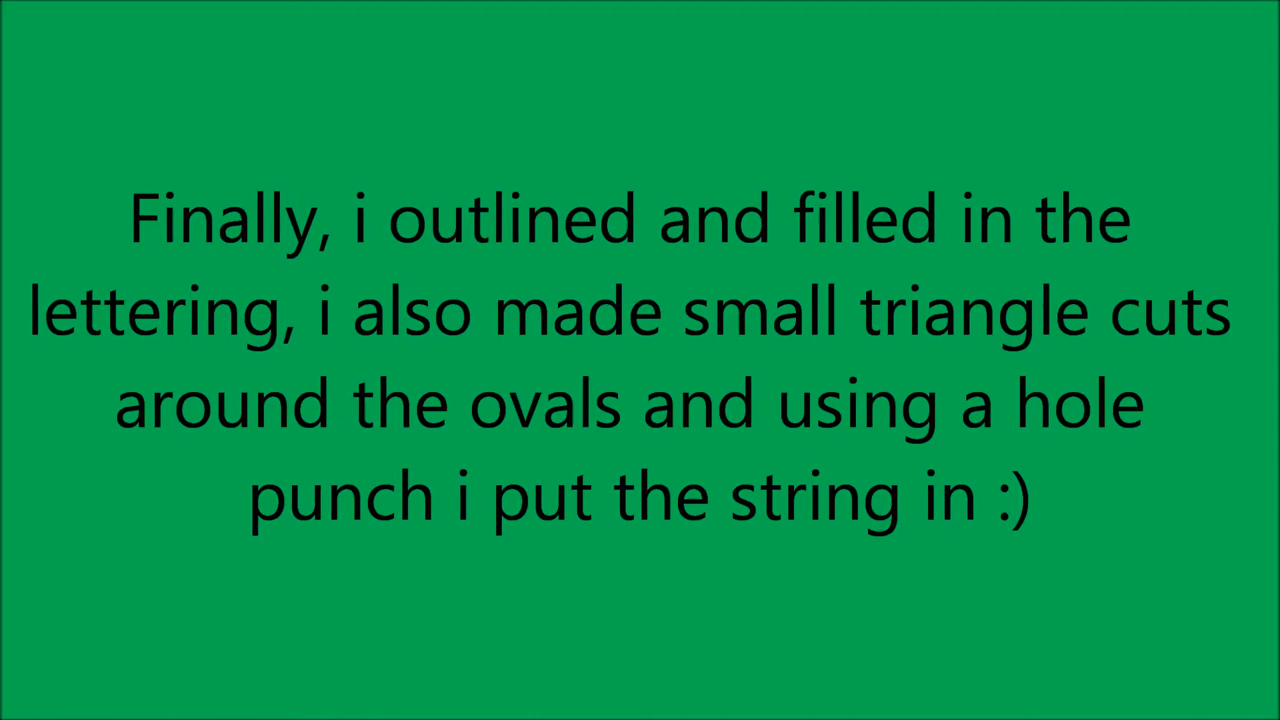 Finally, i outlined and filled in the
lettering, i also made small triangle cuts
around the ovals and using a hole
punch i put the string in :)